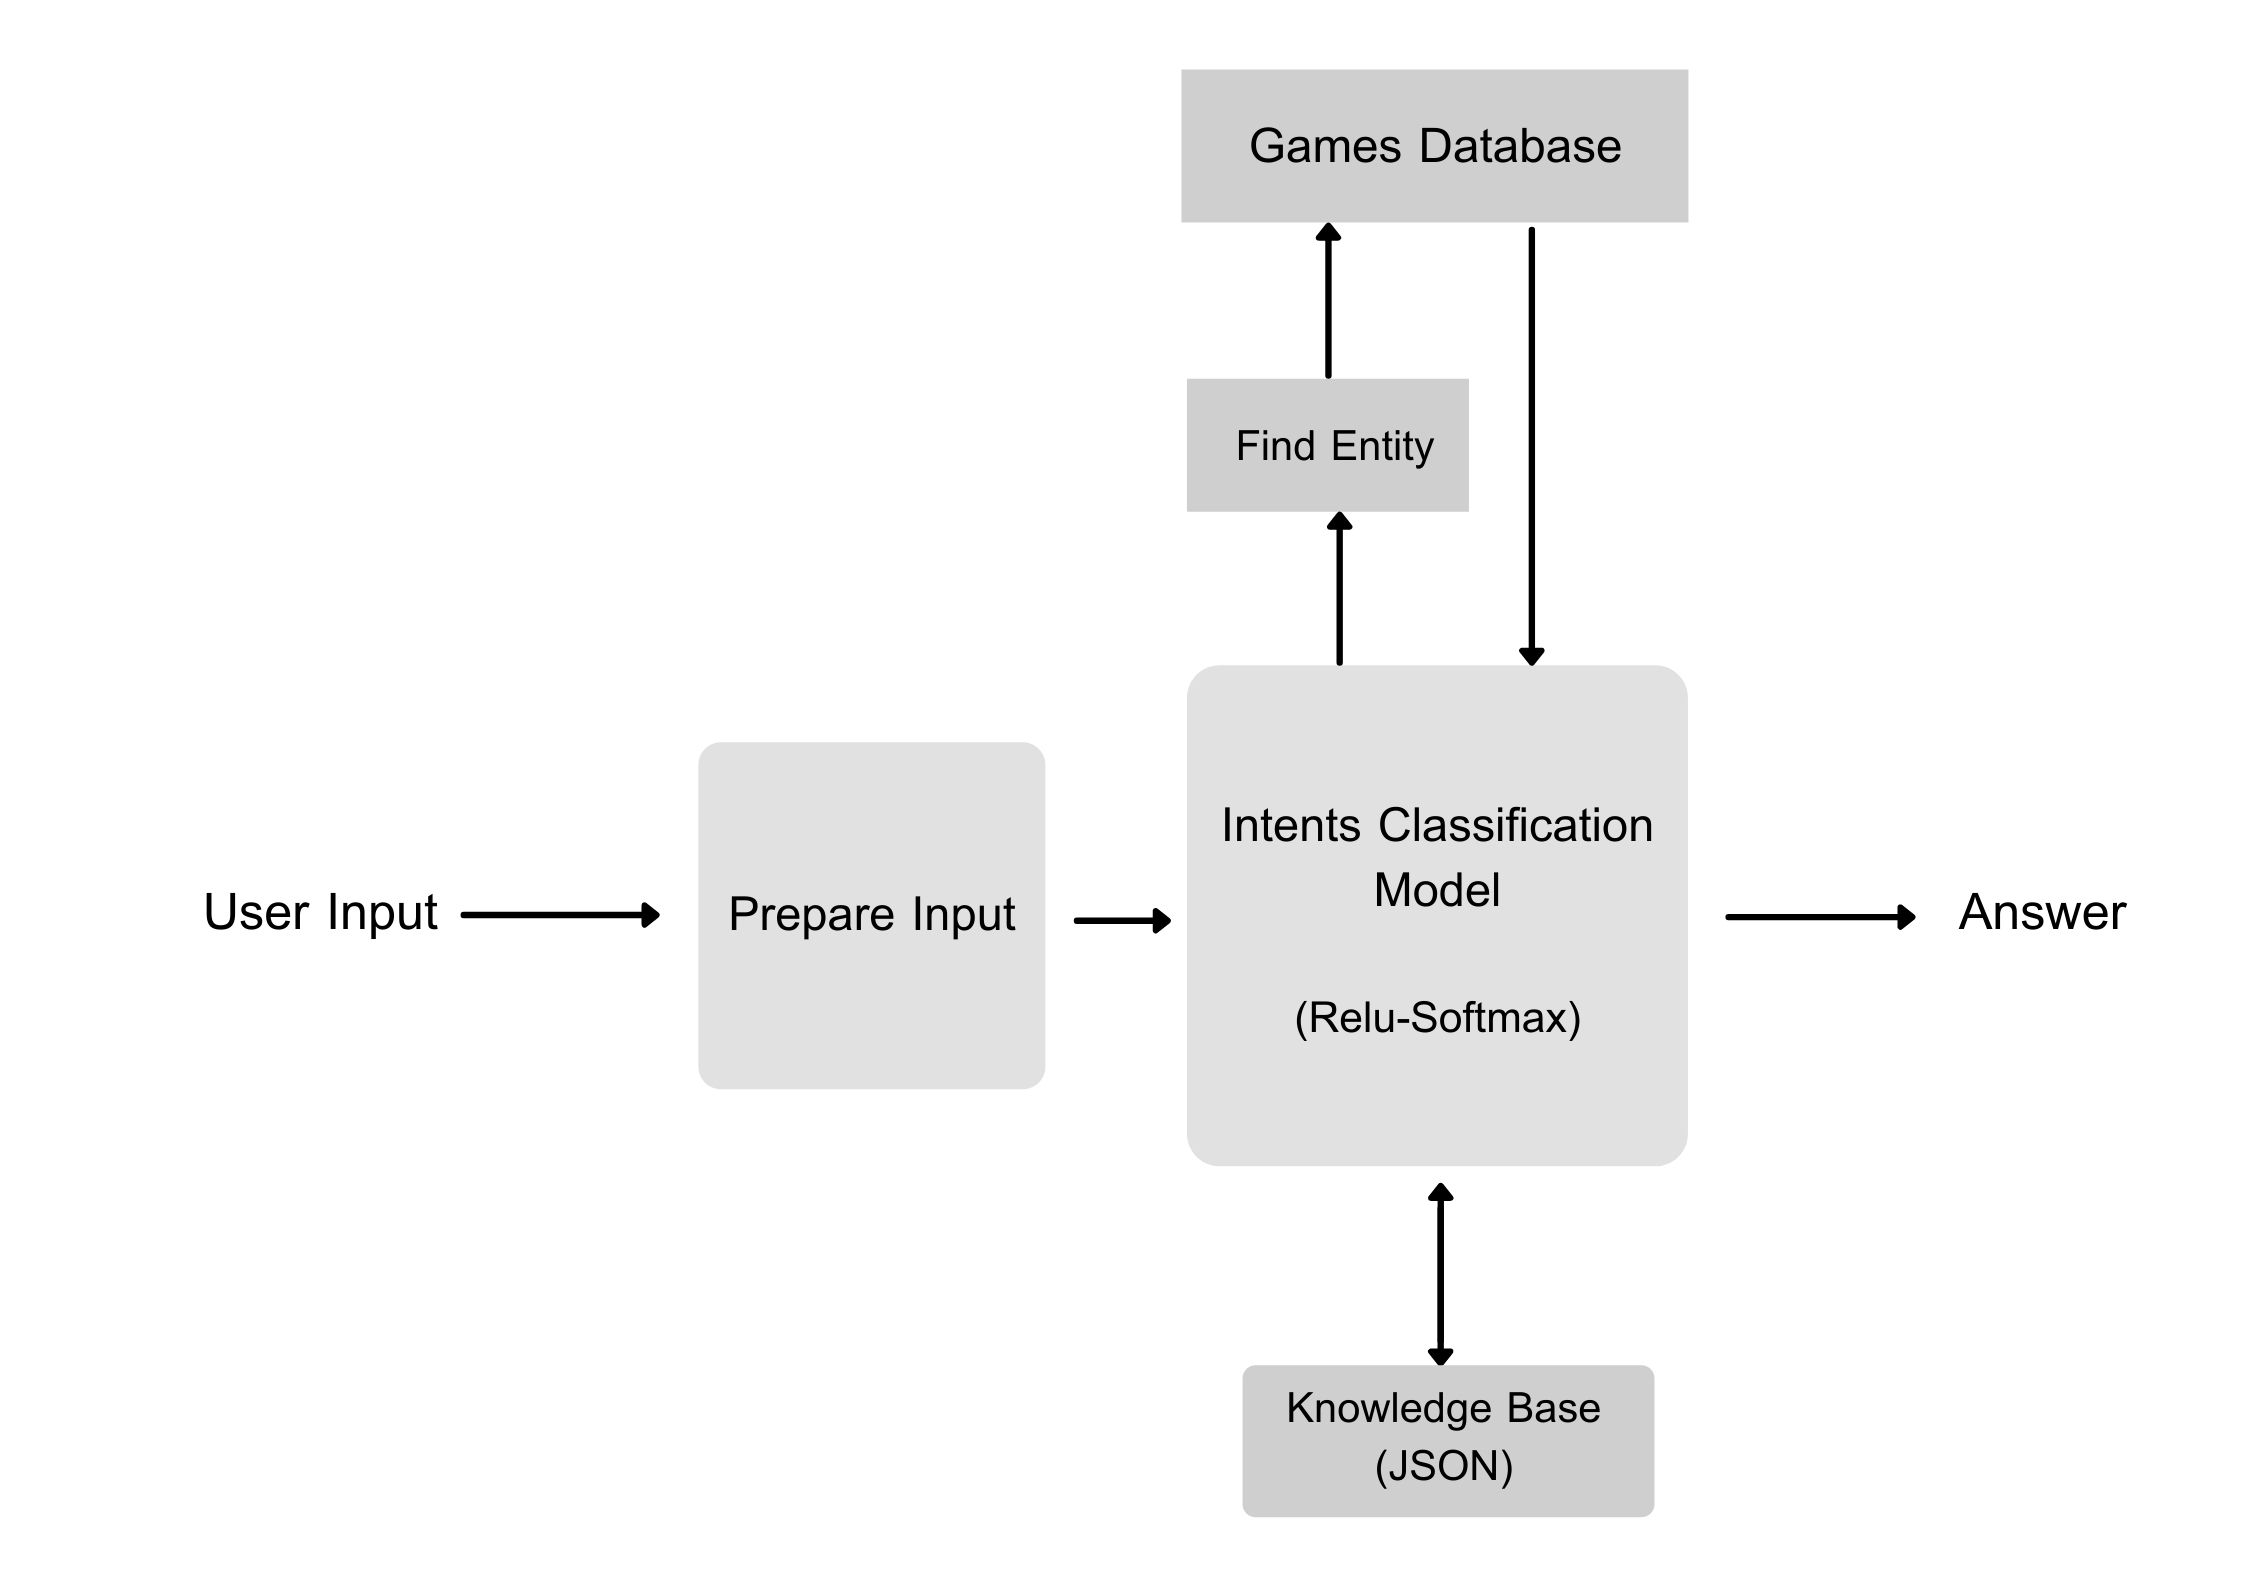 Games Database
Find Entity
User Input
Prepare Input
Intents Classification
Model
(Relu-Softmax)
Answer
Knowledge Base
(JSON)